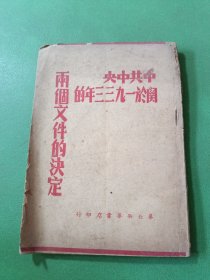 中共中央
關於一九三三年的
兩個文件的決定
華北新華書店印行